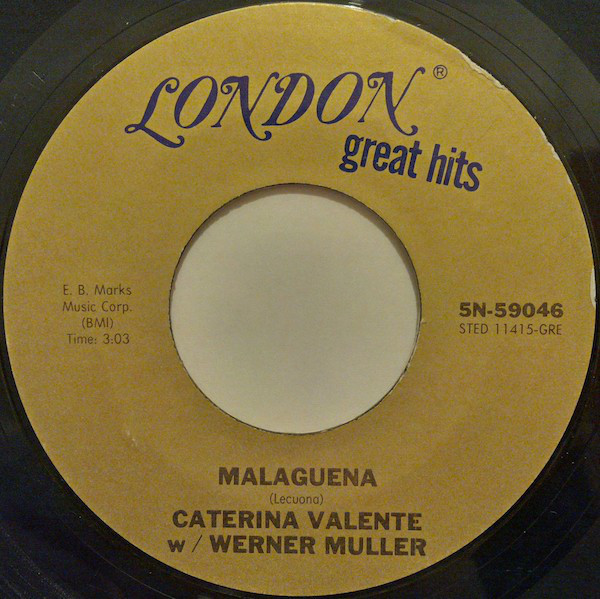 LONDON®
great hits
E. B. Marks
Music Corp.
(BMI)
Time: 3:03
5N-59046
STED 11415-GRE
MALAGUENA
(Lecuona)
CATERINA VALENTE
w / WERNER MULLER